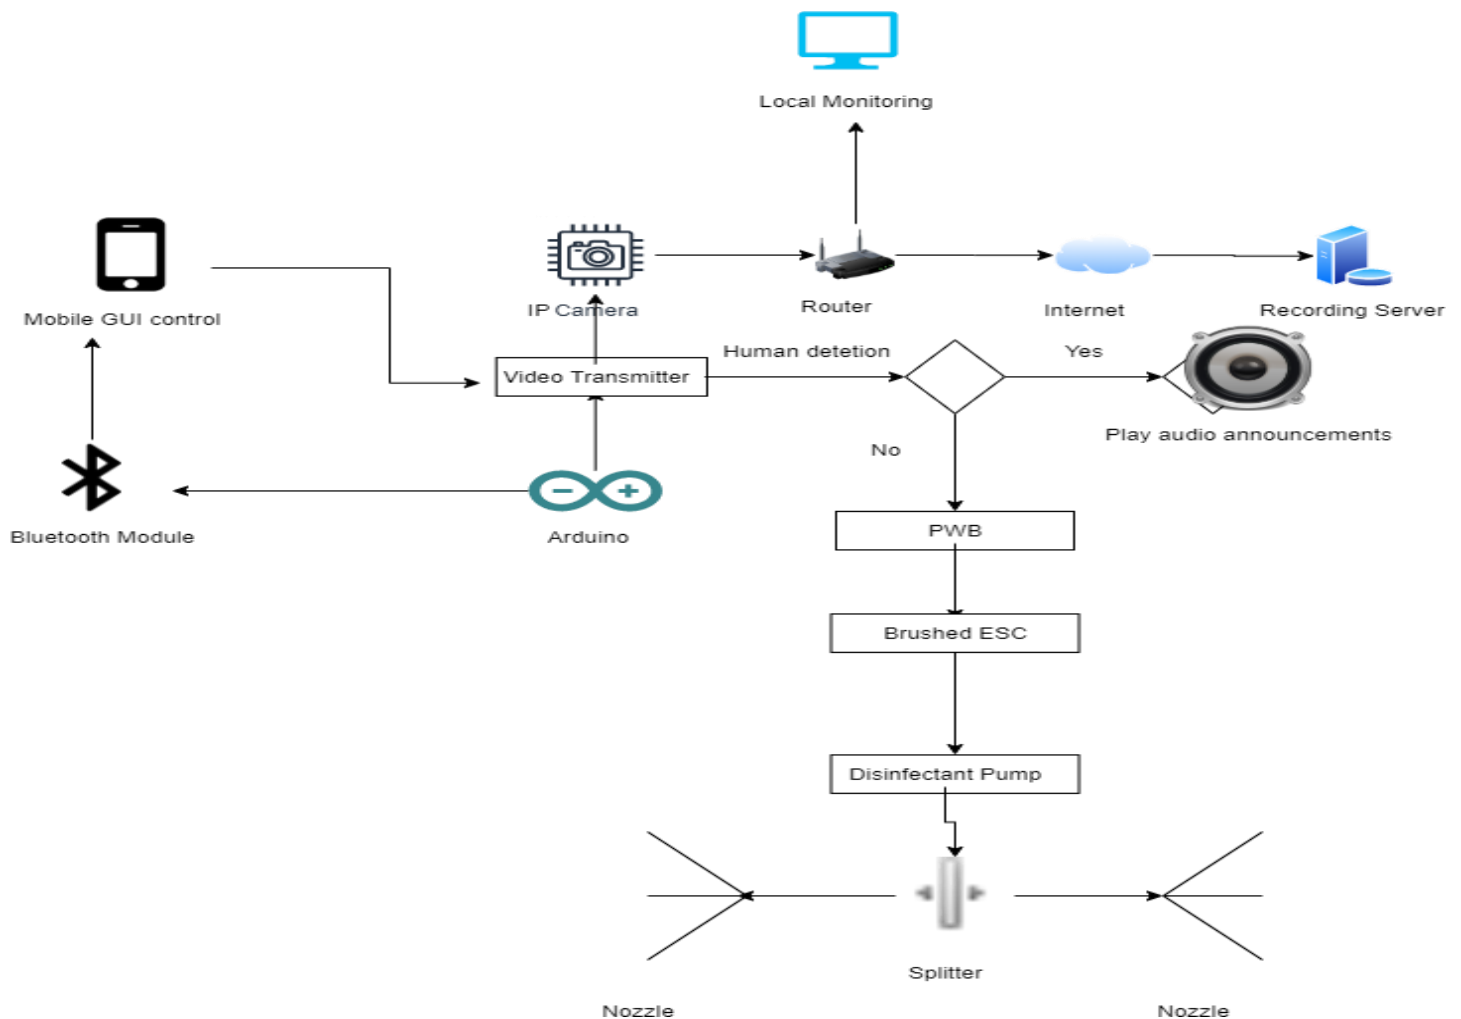 Local Monitoring
Mobile GUI control
IP Camera
Router
Internet
Recording Server
Video Transmitter
Human detetion
Yes
Play audio announcements
No
Bluetooth Module
Arduino
PWB
Brushed ESC
Disinfectant Pump
Splitter
Nozzle
Nozzle